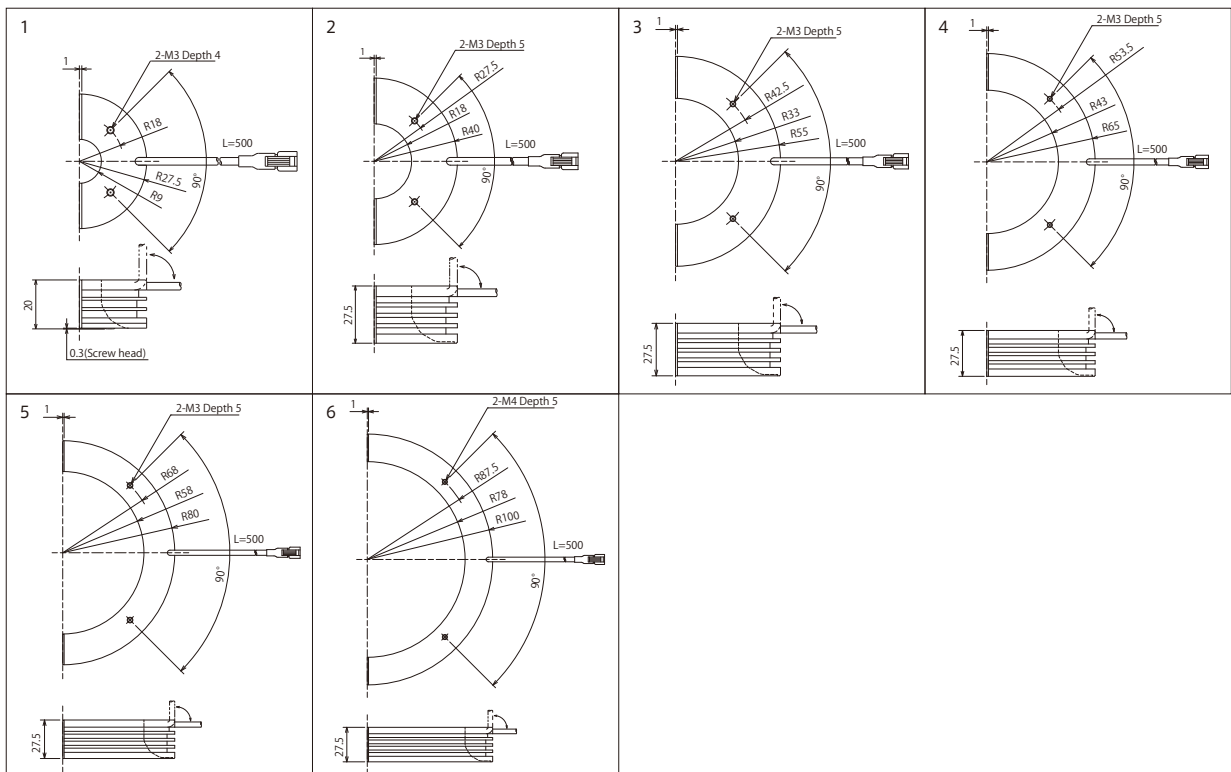 1
1
2-M3 Depth 4
R18
L=500
R27.5
R9
90°
20
0.3(Screw head)
2
1
2-M3 Depth 5
R27.5
R18
R40
L=500
90°
27.5
3
1
2-M3 Depth 5
R42.5
R33
R55
L=500
90°
27.5
4
1
2-M3 Depth 5
R53.5
R43
R65
L=500
90°
27.5
5
1
2-M3 Depth 5
R68
R58
R80
L=500
90°
27.5
6
1
2-M4 Depth 5
R87.5
R78
R100
L=500
90°
27.5